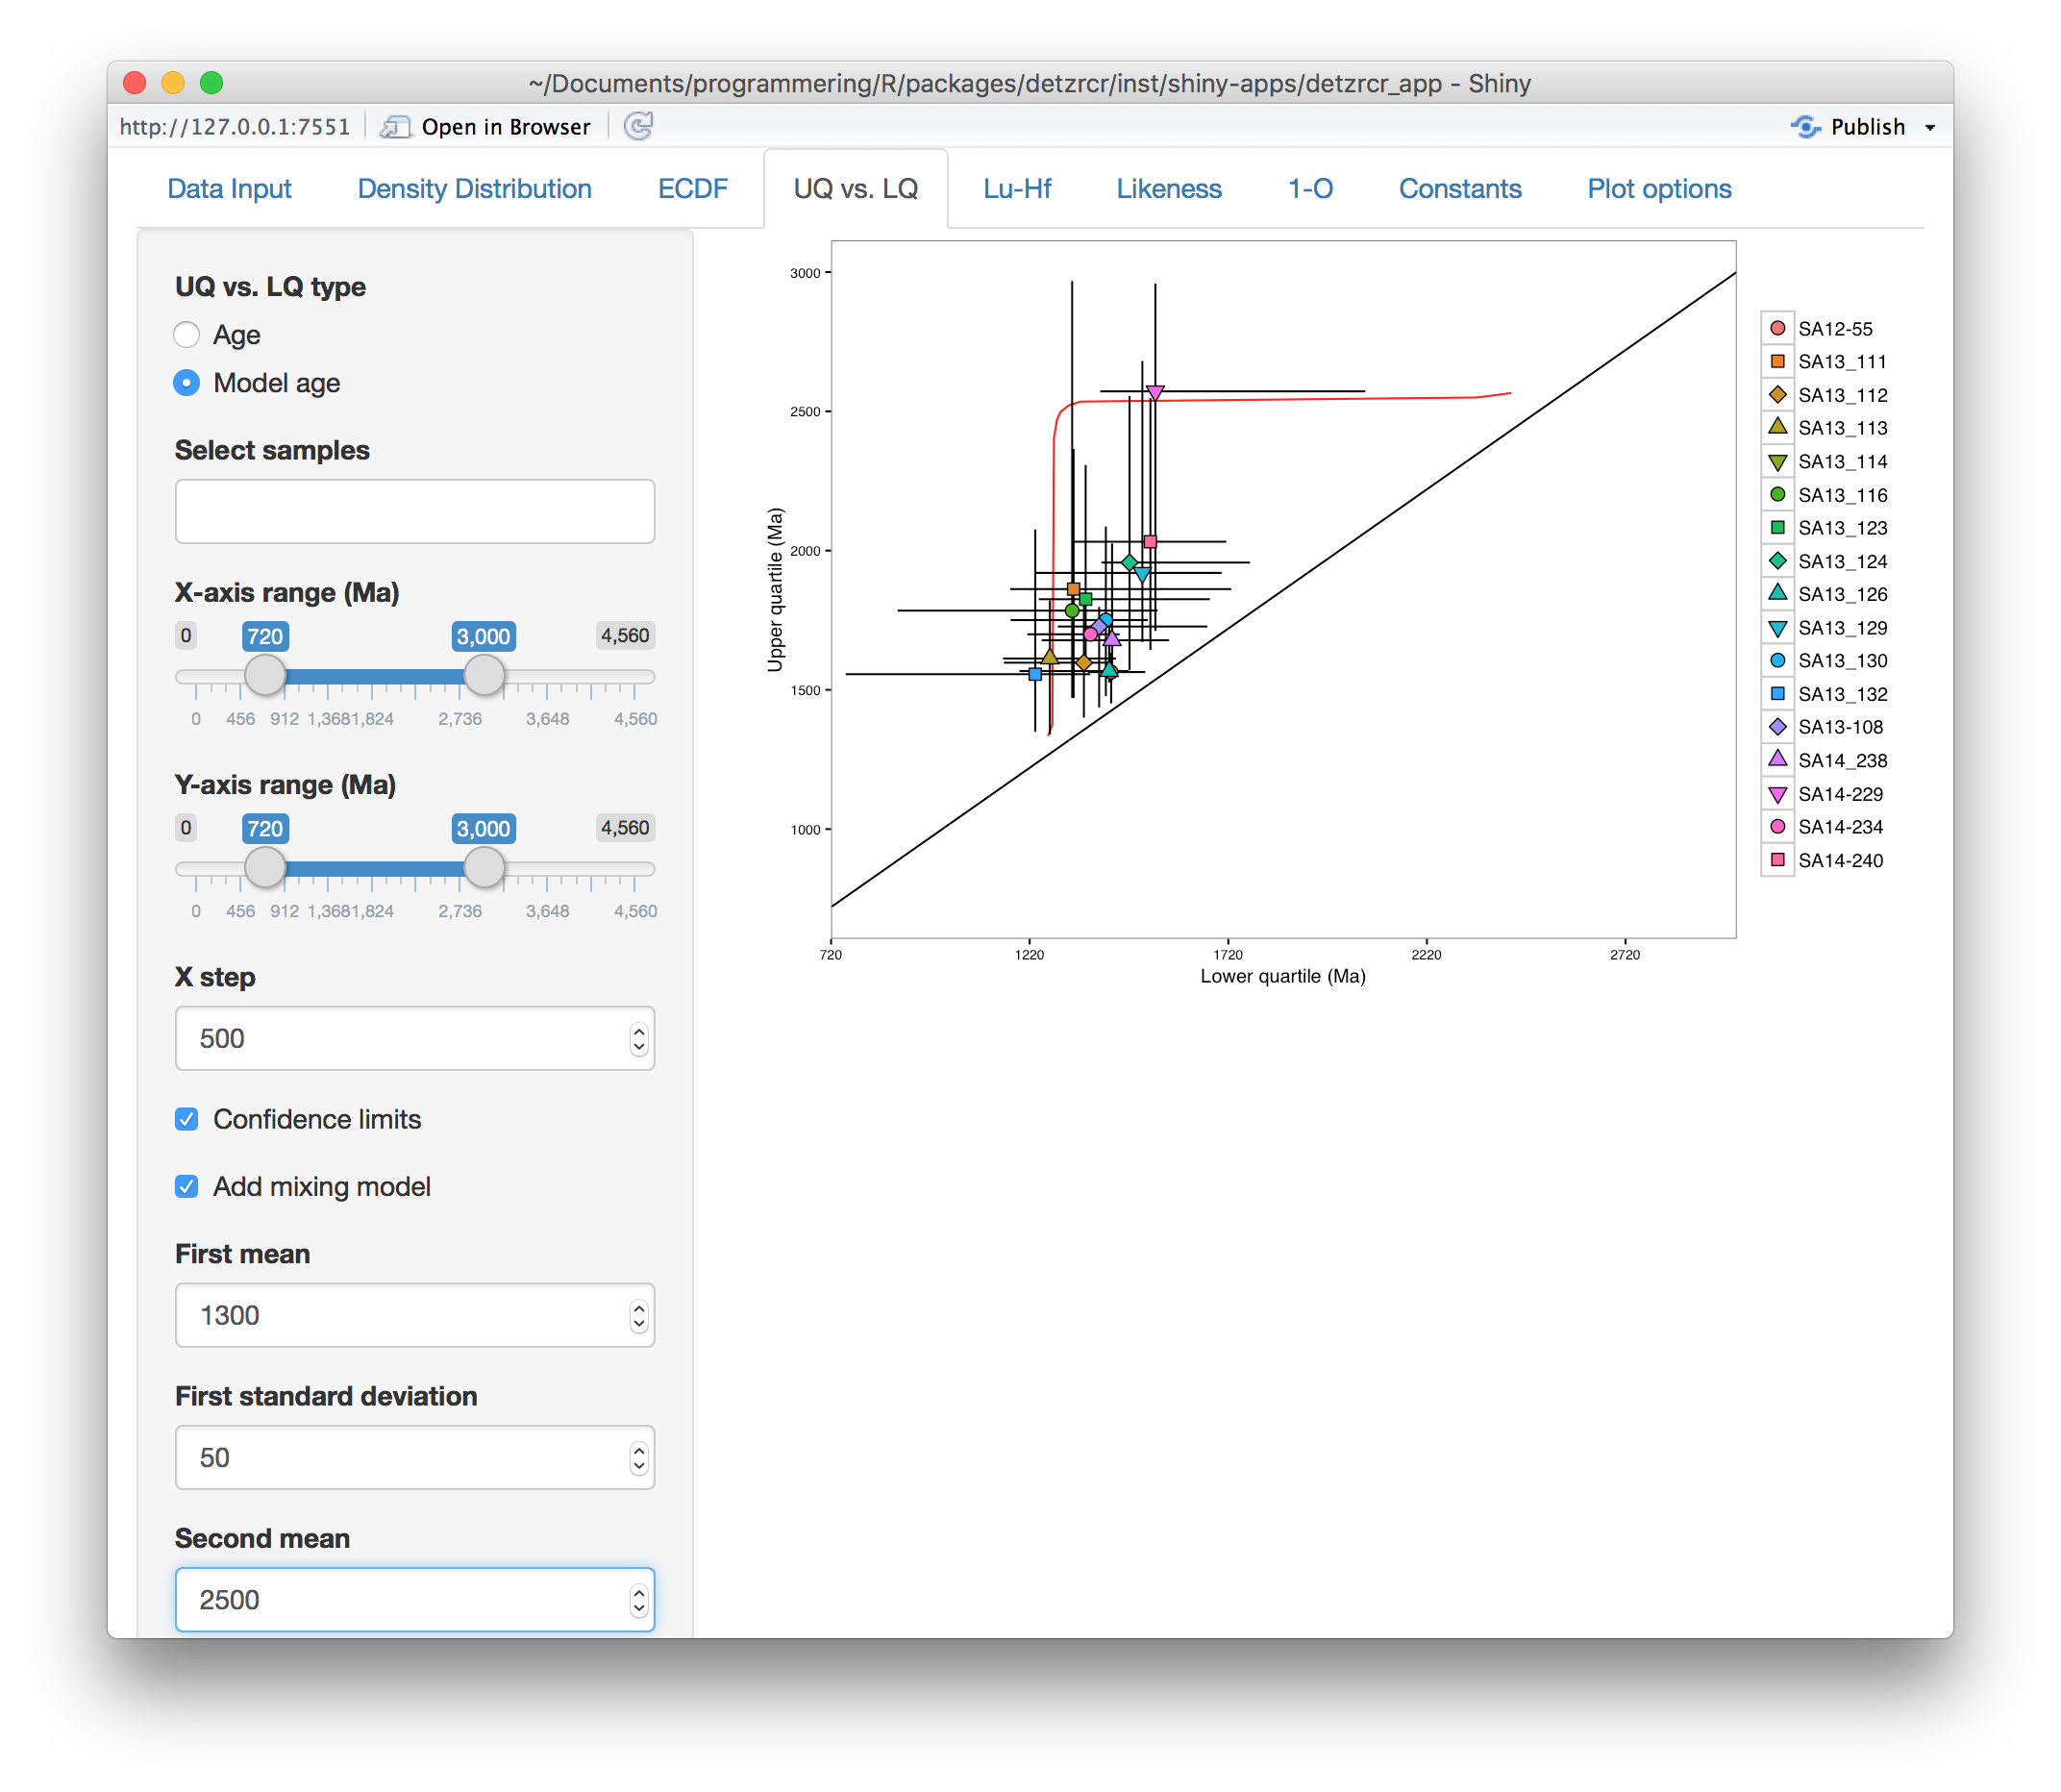 ~/Documents/programmering/R/packages/detzrcr/inst/shiny-apps/detzrcr_app - Shiny
http://127.0.0.1:7551 Open in Browser Publish
Data Input Density Distribution ECDF UQ vs. LQ Lu-Hf Likeness 1-O Constants Plot options
UQ vs. LQ type
Age
Model age
Select samples
X-axis range (Ma)
0 720 3,000 4,560
0 456 912 1,368 1,824 2,736 3,648 4,560
Y-axis range (Ma)
0 720 3,000 4,560
0 456 912 1,368 1,824 2,736 3,648 4,560
X step
500
Confidence limits
Add mixing model
First mean
1300
First standard deviation
50
Second mean
2500
Upper quartile (Ma)
3000
2500
2000
1500
1000
720 1220 1720 2220 2720
Lower quartile (Ma)
SA12-55
SA13_111
SA13_112
SA13_113
SA13_114
SA13_116
SA13_123
SA13_124
SA13_126
SA13_129
SA13_130
SA13_132
SA13-108
SA14_238
SA14-229
SA14-234
SA14-240